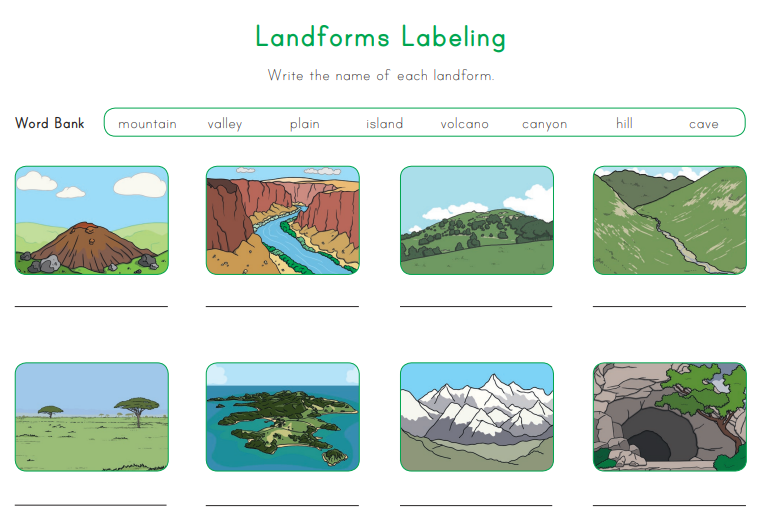 Landforms Labeling
Write the name of each landform.
Word Bank mountain valley plain island volcano canyon hill cave